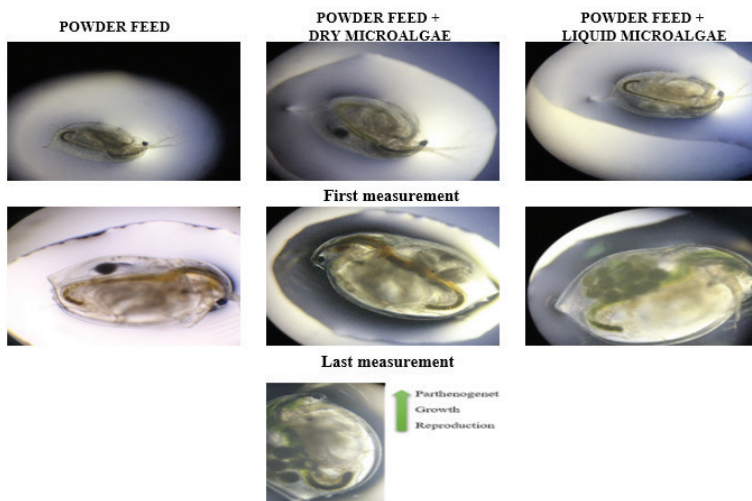 POWDER FEED
POWDER FEED +
DRY MICROALGAE
POWDER FEED +
LIQUID MICROALGAE
First measurement
Last measurement
Parthenogenet
Growth
Reproduction